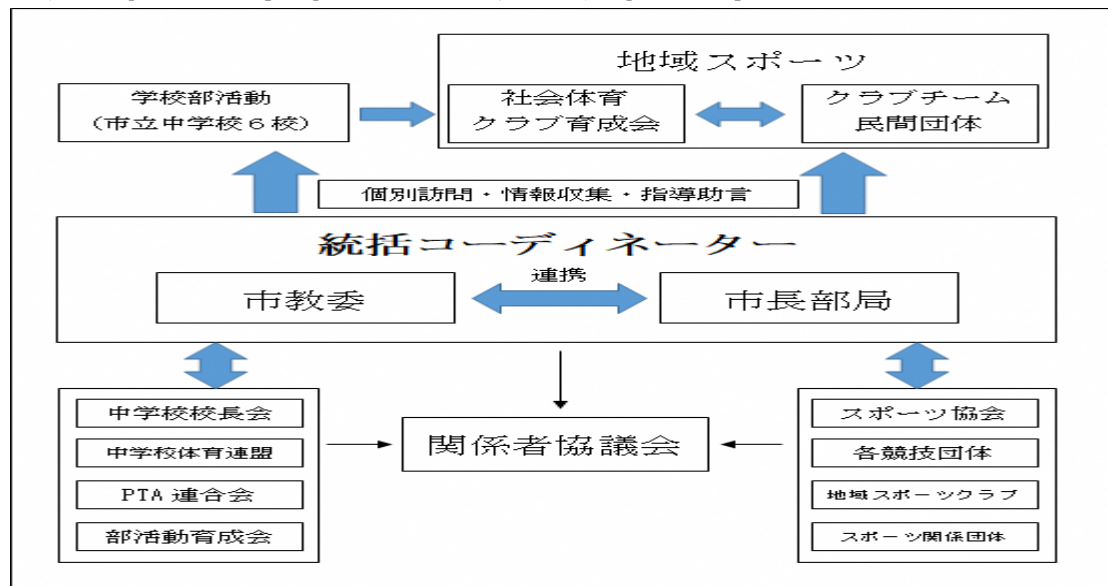 地域スポーツ
学校部活動
(市立中学校6校)
社会体育
クラブ育成会
クラブチーム
民間団体
個別訪問・情報収集・指導助言
統括コーディネーター
連携
市教委
市長部局
中学校校長会
中学校体育連盟
PTA 連合会
部活動育成会
関係者協議会
スポーツ協会
各競技団体
地域スポーツクラブ
スポーツ関係団体